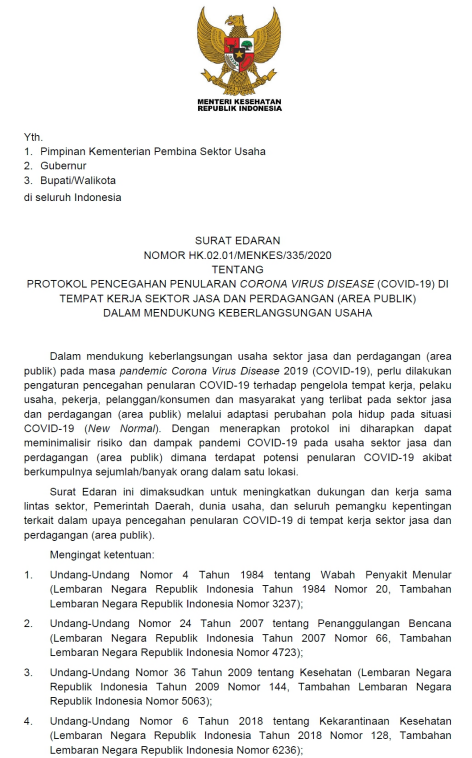 MENTERI KESEHATAN
REPUBLIK INDONESIA
Yth.
1. Pimpinan Kementerian Pembina Sektor Usaha
2. Gubernur
3. Bupati/Walikota
di seluruh Indonesia
SURAT EDARAN
NOMOR HK.02.01/MENKES/335/2020
TENTANG
PROTOKOL PENCEGAHAN PENULARAN CORONA VIRUS DISEASE (COVID-19) DI
TEMPAT KERJA SEKTOR JASA DAN PERDAGANGAN (AREA PUBLIK)
DALAM MENDUKUNG KEBERLANGSUNGAN USAHA
Dalam mendukung keberlangsungan usaha sektor jasa dan perdagangan (area
publik) pada masa pandemic Corona Virus Disease 2019 (COVID-19), perlu dilakukan
pengaturan pencegahan penularan COVID-19 terhadap pengelola tempat kerja, pelaku
usaha, pekerja, pelanggan/konsumen dan masyarakat yang terlibat pada sektor jasa
dan perdagangan (area publik) melalui adaptasi perubahan pola hidup pada situasi
COVID-19 (New Normal). Dengan menerapkan protokol ini diharapkan dapat
meminimalisir risiko dan dampak pandemi COVID-19 pada usaha sektor jasa dan
perdagangan (area publik) dimana terdapat potensi penularan COVID-19 akibat
berkumpulnya sejumlah/banyak orang dalam satu lokasi.
Surat Edaran ini dimaksudkan untuk meningkatkan dukungan dan kerja sama
lintas sektor, Pemerintah Daerah, dunia usaha, dan seluruh pemangku kepentingan
terkait dalam upaya pencegahan penularan COVID-19 di tempat kerja sektor jasa dan
perdagangan (area publik).
Mengingat ketentuan:
1. Undang-Undang Nomor 4 Tahun 1984 tentang Wabah Penyakit Menular
(Lembaran Negara Republik Indonesia Tahun 1984 Nomor 20, Tambahan
Lembaran Negara Republik Indonesia Nomor 3237);
2. Undang-Undang Nomor 24 Tahun 2007 tentang Penanggulangan Bencana
(Lembaran Negara Republik Indonesia Tahun 2007 Nomor 66, Tambahan
Lembaran Negara Republik Indonesia Nomor 4723);
3. Undang-Undang Nomor 36 Tahun 2009 tentang Kesehatan (Lembaran Negara
Republik Indonesia Tahun 2009 Nomor 144, Tambahan Lembaran Negara
Republik Indonesia Nomor 5063);
4. Undang-Undang Nomor 6 Tahun 2018 tentang Kekarantinaan Kesehatan
(Lembaran Negara Republik Indonesia Tahun 2018 Nomor 128, Tambahan
Lembaran Negara Republik Indonesia Nomor 6236);